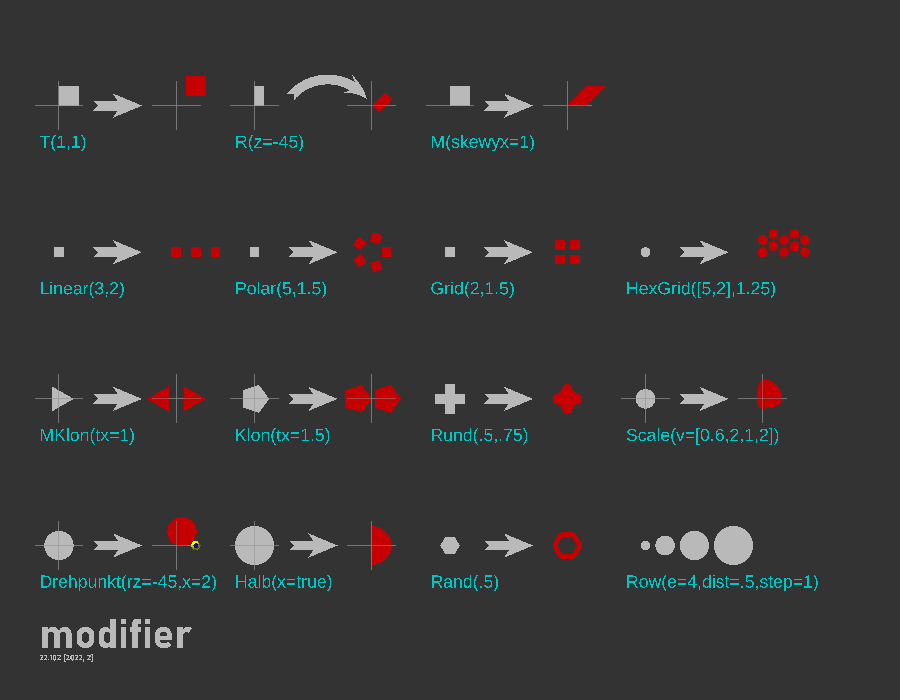 T(1,1) R(z=-45) M(skewyx=1)
Linear(3,2) Polar(5,1.5) Grid(2,1.5) HexGrid([5,2],1.25)
MKlon(tx=1) Klon(tx=1.5) Rund(.5,.75) Scale(v=[0.6,2,1,2])
Drehpunkt(rz=-45,x=2) Halb(x=true) Rand(.5) Row(e=4,dist=.5,step=1)
modifier
22.102 [2022, 2]